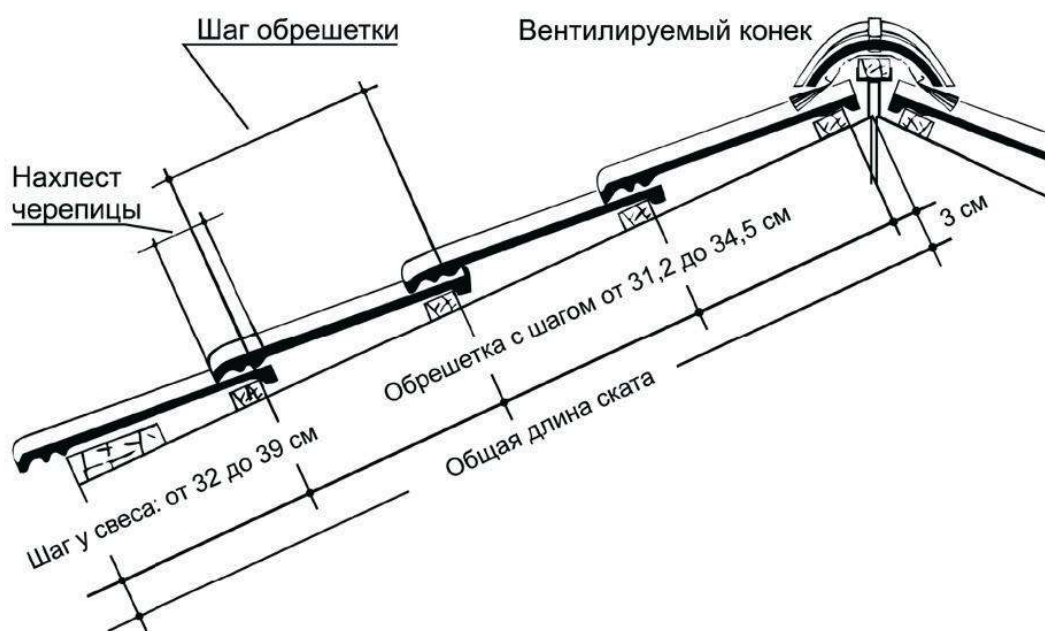 Шаг обрешетки
Вентилируемый конек
Нахлест
черепицы
3 см
Обрешетка с шагом от 31,2 до 34,5 см
Общая длина ската
Шаг у свеса: от 32 до 39 см